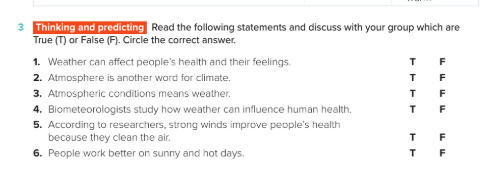 3 Thinking and predicting Read the following statements and discuss with your group which are
True (T) or False (F). Circle the correct answer.
1. Weather can affect people's health and their feelings. T F
2. Atmosphere is another word for climate. T F
3. Atmospheric conditions means weather. T F
4. Biometeorologists study how weather can influence human health. T F
5. According to researchers, strong winds improve people's health
because they clean the air. T F
6. People work better on sunny and hot days. T F